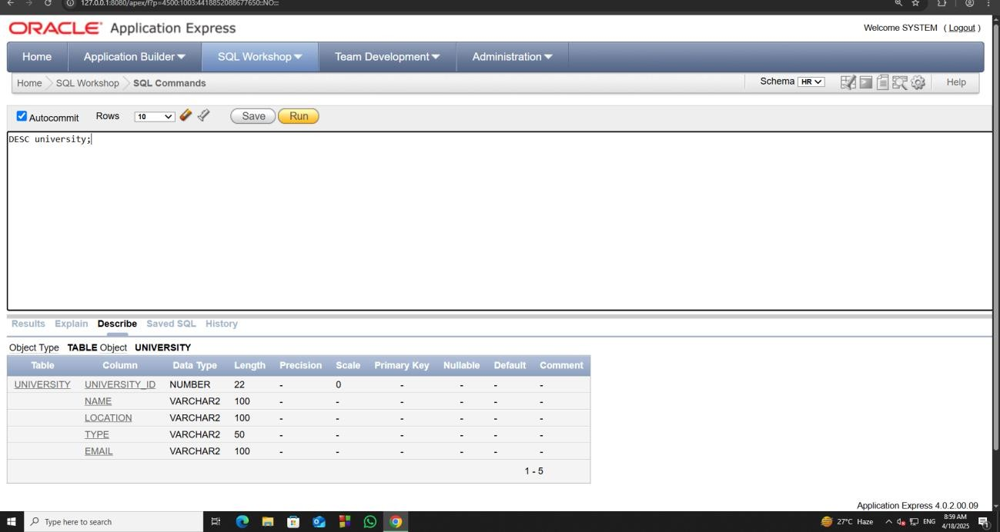 127.0.0.1:8080/apex/f?p=4500:1003:4418852088677650::NO:::
ORACLE Application Express
Welcome SYSTEM ( Logout )
Home Application Builder SQL Workshop Team Development Administration
Home SQL Workshop SQL Commands Schema HR Help
Autocommit Rows 10 Save Run
DESC university;
Results Explain Describe Saved SQL History
Object Type TABLE Object UNIVERSITY
Table Column Data Type Length Precision Scale Primary Key Nullable Default Comment
UNIVERSITY UNIVERSITY_ID NUMBER 22 - 0 - - - -
NAME VARCHAR2 100 - - - - - -
LOCATION VARCHAR2 100 - - - - - -
TYPE VARCHAR2 50 - - - - - -
EMAIL VARCHAR2 100 - - - - - -
1 - 5
Application Express 4.0.2.00.09
Type here to search
27°C Haze ENG
8:59 AM
4/18/2025
1